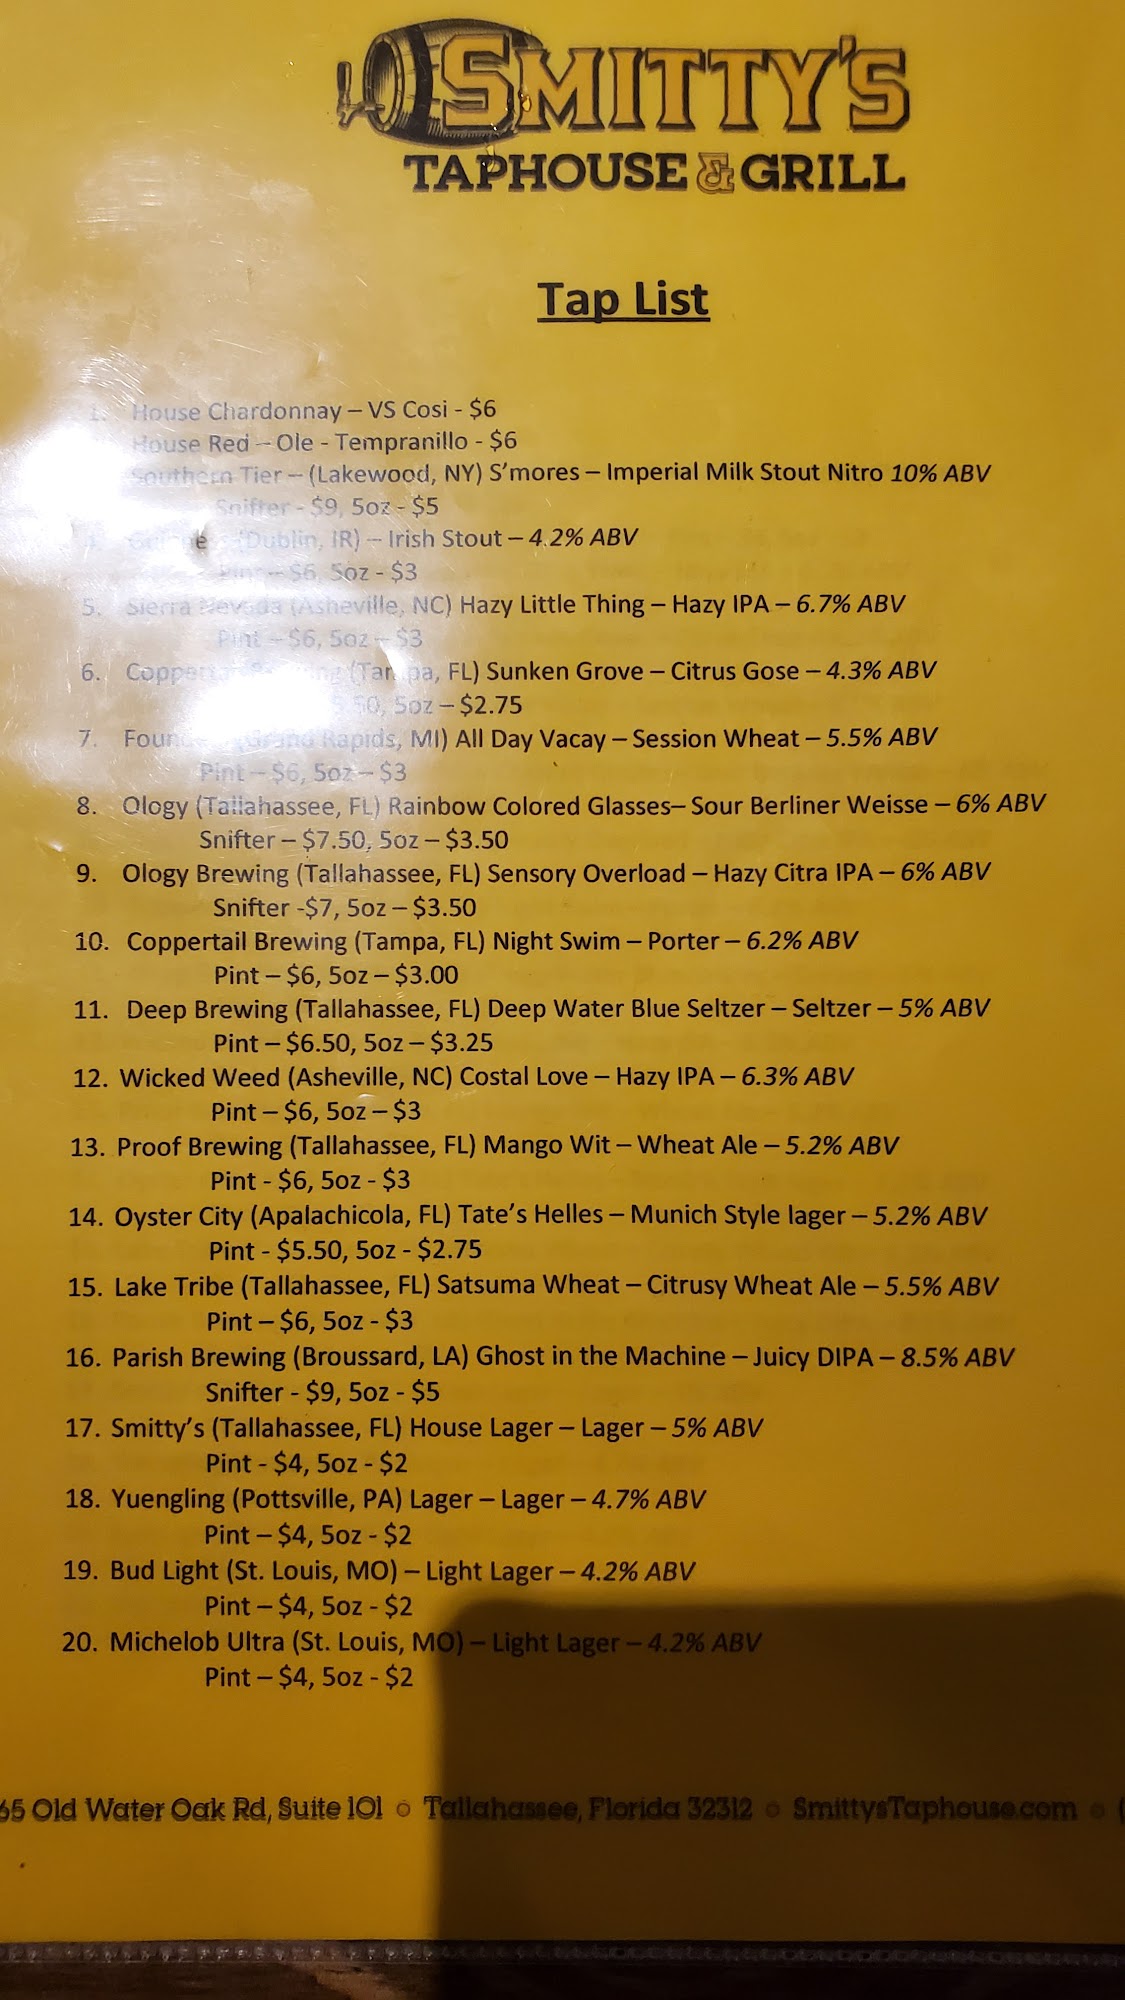 SMITTY'S
TAPHOUSE & GRILL
Tap List
1. House Chardonnay – VS Cosi - $6
House Red – Ole - Tempranillo - $6
Southern Tier – (Lakewood, NY) S'mores – Imperial Milk Stout Nitro 10% ABV
Snifter - $9, 5oz - $5
4. (Dublin, IR) – Irish Stout – 4.2% ABV
Pint – $6, 5oz - $3
5. Sierra Nevada (Asheville, NC) Hazy Little Thing – Hazy IPA – 6.7% ABV
Pint – $6, 5oz – $3
6. (Tampa, FL) Sunken Grove – Citrus Gose – 4.3% ABV
5oz – $2.75
7. (Grand Rapids, MI) All Day Vacay – Session Wheat – 5.5% ABV
Pint – $6, 5oz – $3
8. Ology (Tallahassee, FL) Rainbow Colored Glasses– Sour Berliner Weisse – 6% ABV
Snifter – $7.50, 5oz – $3.50
9. Ology Brewing (Tallahassee, FL) Sensory Overload – Hazy Citra IPA – 6% ABV
Snifter -$7, 5oz – $3.50
10. Coppertail Brewing (Tampa, FL) Night Swim – Porter – 6.2% ABV
Pint – $6, 5oz – $3.00
11. Deep Brewing (Tallahassee, FL) Deep Water Blue Seltzer – Seltzer – 5% ABV
Pint – $6.50, 5oz – $3.25
12. Wicked Weed (Asheville, NC) Costal Love – Hazy IPA – 6.3% ABV
Pint – $6, 5oz – $3
13. Proof Brewing (Tallahassee, FL) Mango Wit – Wheat Ale – 5.2% ABV
Pint - $6, 5oz - $3
14. Oyster City (Apalachicola, FL) Tate's Helles – Munich Style lager – 5.2% ABV
Pint - $5.50, 5oz - $2.75
15. Lake Tribe (Tallahassee, FL) Satsuma Wheat – Citrusy Wheat Ale – 5.5% ABV
Pint – $6, 5oz - $3
16. Parish Brewing (Broussard, LA) Ghost in the Machine – Juicy DIPA – 8.5% ABV
Snifter - $9, 5oz - $5
17. Smitty's (Tallahassee, FL) House Lager – Lager – 5% ABV
Pint - $4, 5oz - $2
18. Yuengling (Pottsville, PA) Lager – Lager – 4.7% ABV
Pint – $4, 5oz - $2
19. Bud Light (St. Louis, MO) – Light Lager – 4.2% ABV
Pint – $4, 5oz - $2
20. Michelob Ultra (St. Louis, MO) – Light Lager – 4.2% ABV
Pint – $4, 5oz - $2
65 Old Water Oak Rd, Suite 101 o Tallahassee, Florida 32312 o SmittysTaphouse.com o (